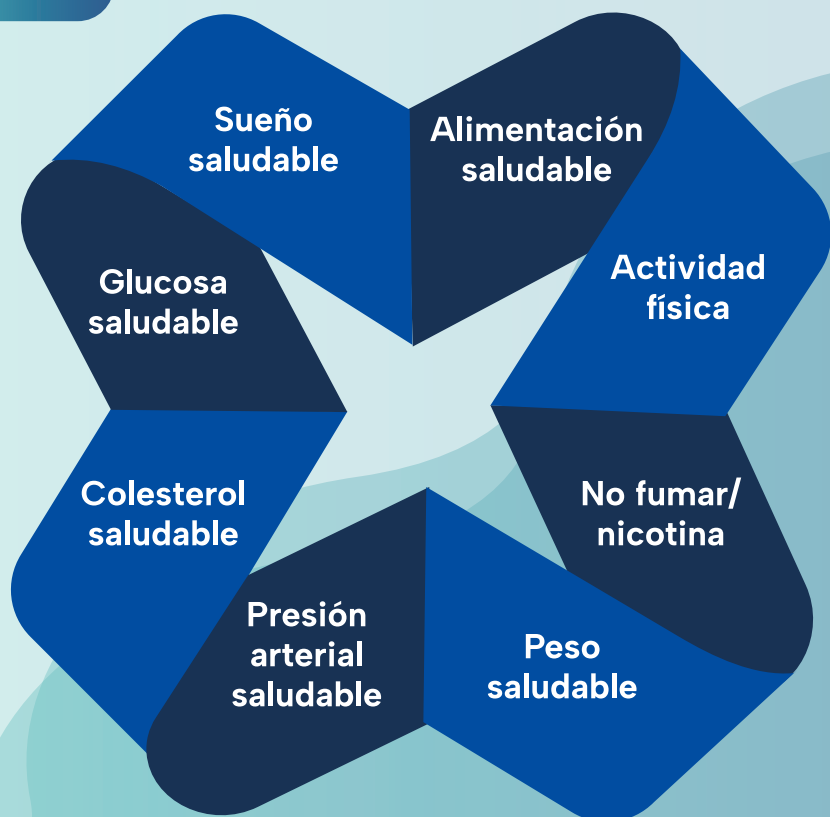 Sueño
saludable
Alimentación
saludable
Actividad
física
No fumar/
nicotina
Peso
saludable
Presión
arterial
saludable
Colesterol
saludable
Glucosa
saludable